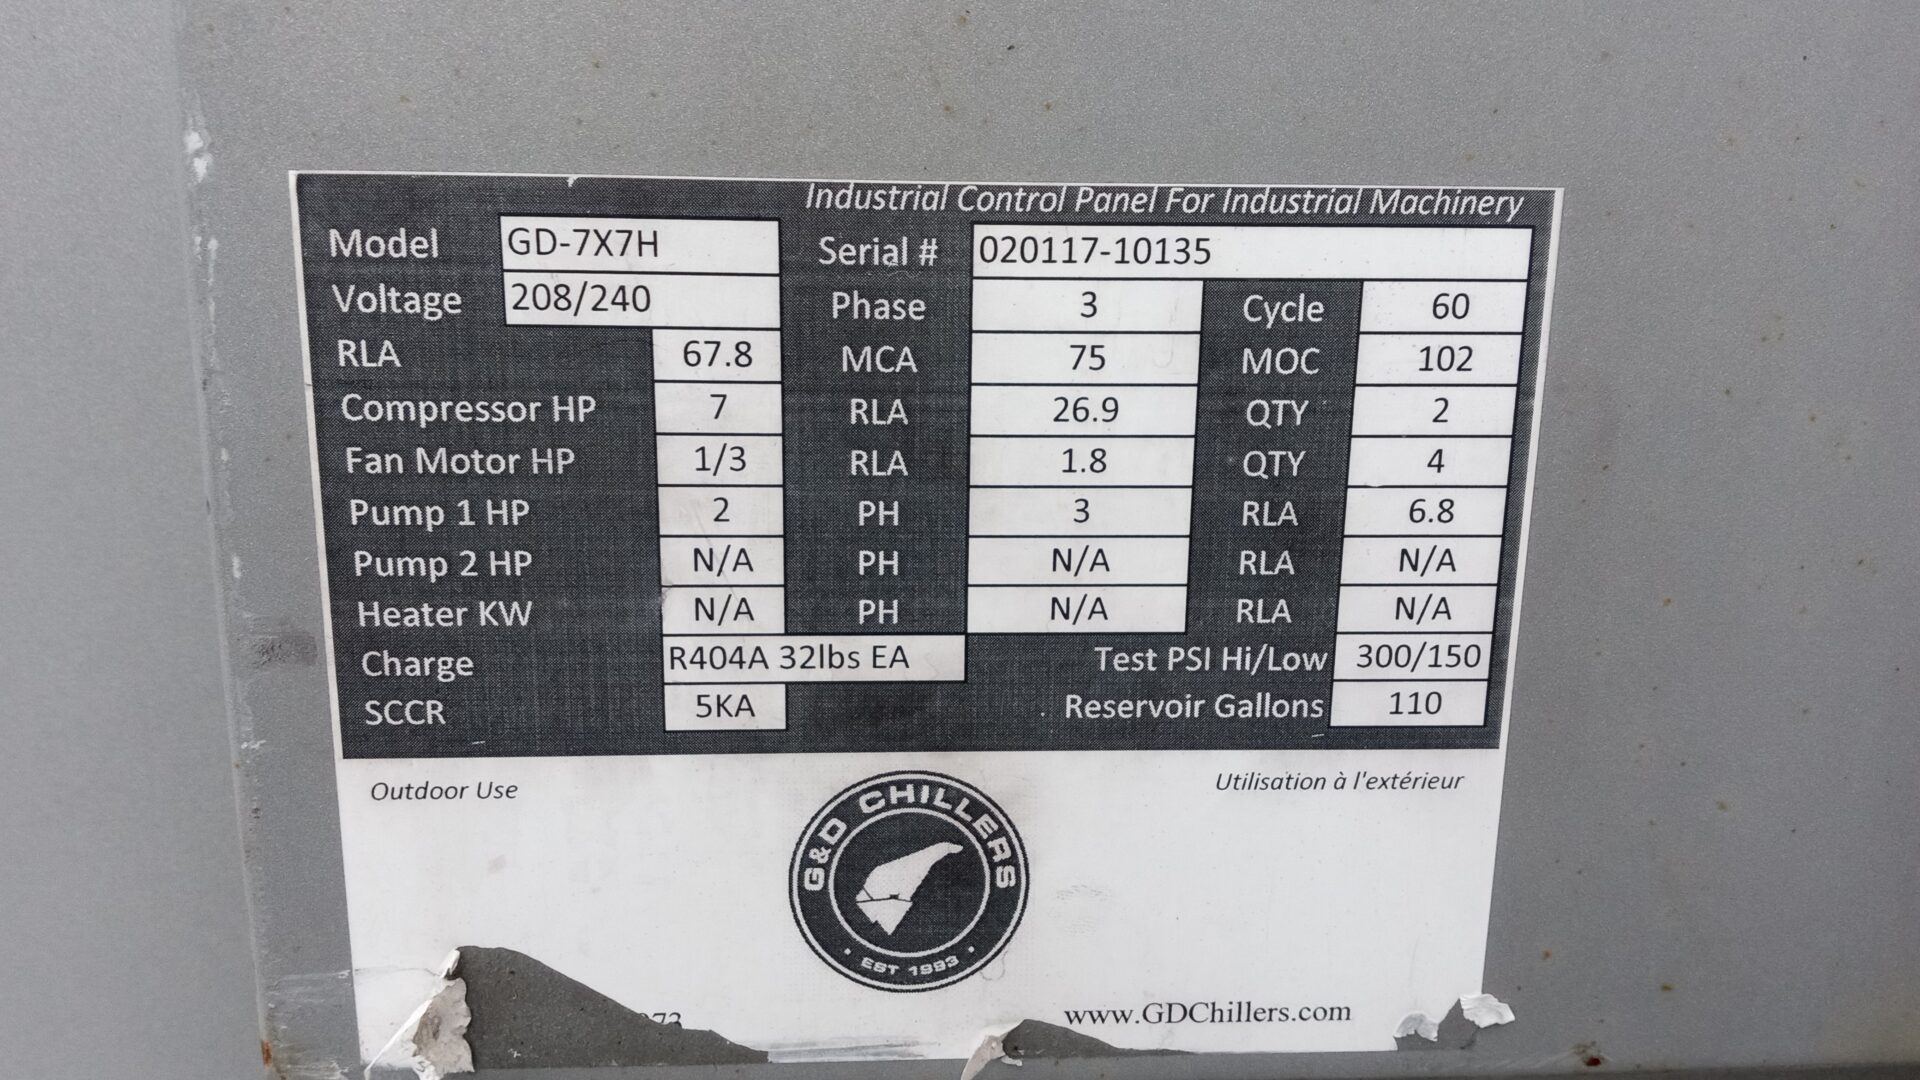 Industrial Control Panel For Industrial Machinery
Model GD-7X7H Serial # 020117-10135
Voltage 208/240 Phase 3 Cycle 60
RLA 67.8 MCA 75 MOC 102
Compressor HP 7 RLA 26.9 QTY 2
Fan Motor HP 1/3 RLA 1.8 QTY 4
Pump 1 HP 2 PH 3 RLA 6.8
Pump 2 HP N/A PH N/A RLA N/A
Heater KW N/A PH N/A RLA N/A
Charge R404A 32lbs EA Test PSI Hi/Low 300/150
SCCR 5KA Reservoir Gallons 110
Outdoor Use Utilisation à l'extérieur
G&D CHILLERS
EST 1993
www.GDChillers.com